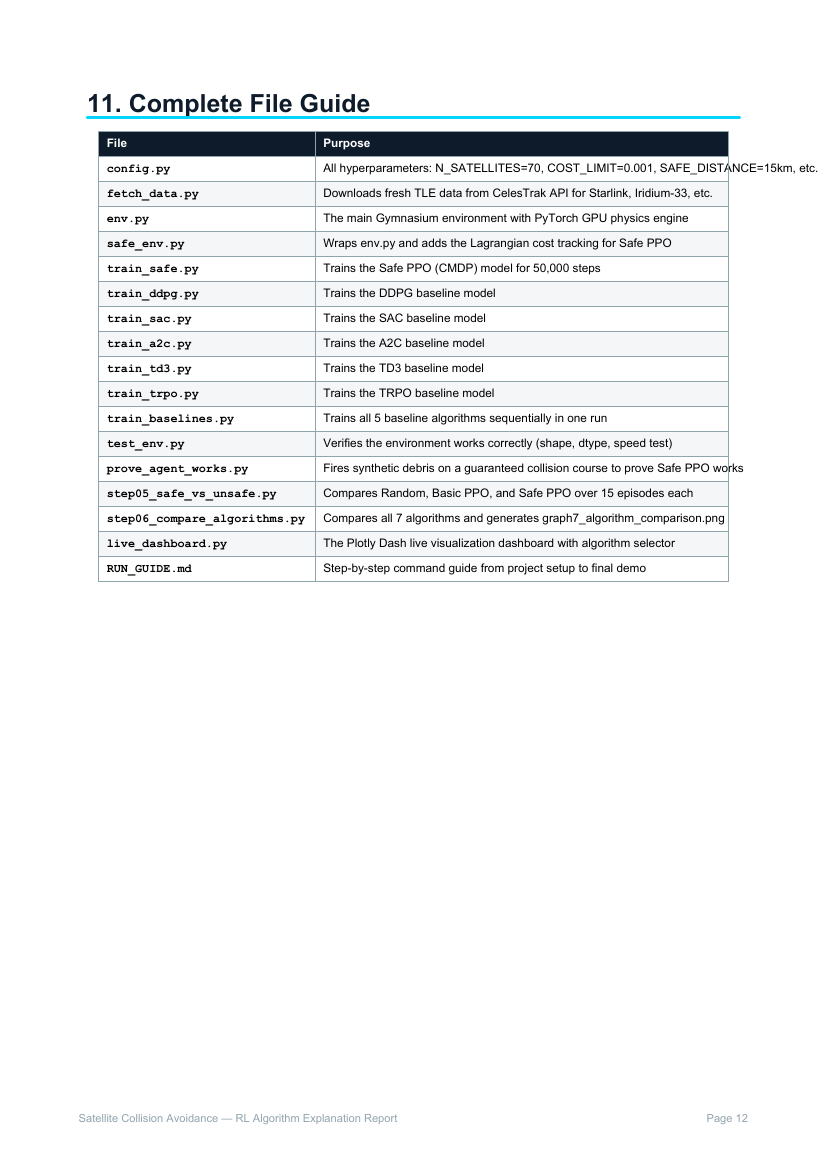 11. Complete File Guide
File Purpose
config.py All hyperparameters: N_SATELLITES=70, COST_LIMIT=0.001, SAFE_DISTANCE=15km, etc.
fetch_data.py Downloads fresh TLE data from CelesTrak API for Starlink, Iridium-33, etc.
env.py The main Gymnasium environment with PyTorch GPU physics engine
safe_env.py Wraps env.py and adds the Lagrangian cost tracking for Safe PPO
train_safe.py Trains the Safe PPO (CMDP) model for 50,000 steps
train_ddpg.py Trains the DDPG baseline model
train_sac.py Trains the SAC baseline model
train_a2c.py Trains the A2C baseline model
train_td3.py Trains the TD3 baseline model
train_trpo.py Trains the TRPO baseline model
train_baselines.py Trains all 5 baseline algorithms sequentially in one run
test_env.py Verifies the environment works correctly (shape, dtype, speed test)
prove_agent_works.py Fires synthetic debris on a guaranteed collision course to prove Safe PPO works
step05_safe_vs_unsafe.py Compares Random, Basic PPO, and Safe PPO over 15 episodes each
step06_compare_algorithms.py Compares all 7 algorithms and generates graph7_algorithm_comparison.png
live_dashboard.py The Plotly Dash live visualization dashboard with algorithm selector
RUN_GUIDE.md Step-by-step command guide from project setup to final demo
Satellite Collision Avoidance — RL Algorithm Explanation Report Page 12